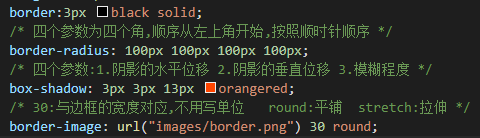 border:3px black solid;
/* 四个参数为四个角,顺序从左上角开始,按照顺时针顺序 */
border-radius: 100px 100px 100px 100px;
/* 四个参数:1.阴影的水平位移 2.阴影的垂直位移 3.模糊程度 */
box-shadow: 3px 3px 13px orangered;
/* 30:与边框的宽度对应,不用写单位   round:平铺  stretch:拉伸 */
border-image: url("images/border.png") 30 round;